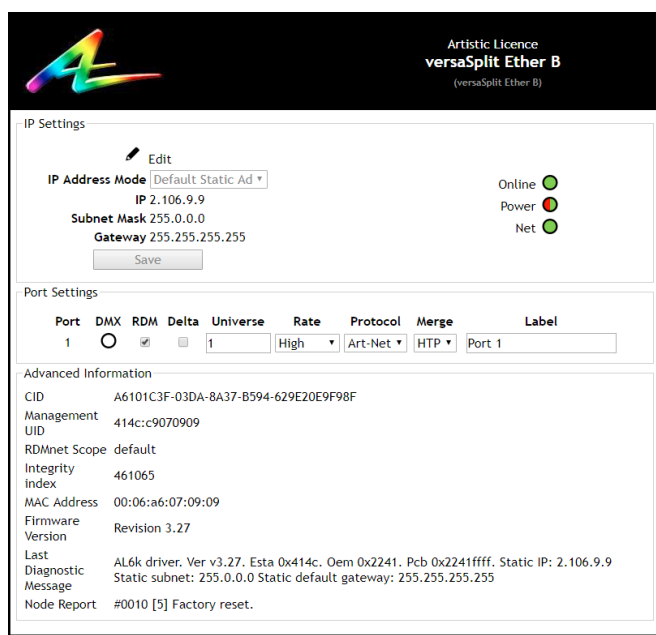 Artistic Licence
versaSplit Ether B
(versaSplit Ether B)
IP Settings
Edit
IP Address Mode Default Static Ad
IP 2.106.9.9
Subnet Mask 255.0.0.0
Gateway 255.255.255.255
Save
Online
Power
Net
Port Settings
Port DMX RDM Delta Universe Rate Protocol Merge Label
1 1 High Art-Net HTP Port 1
Advanced Information
CID A6101C3F-03DA-8A37-B594-629E20E9F98F
Management
UID
414c:c9070909
RDMnet Scope default
Integrity
index
461065
MAC Address 00:06:a6:07:09:09
Firmware
Version
Revision 3.27
Last
Diagnostic
Message
AL6k driver. Ver v3.27. Esta 0x414c. Oem 0x2241. Pcb 0x2241ffff. Static IP: 2.106.9.9
Static subnet: 255.0.0.0 Static default gateway: 255.255.255.255
Node Report #0010 [5] Factory reset.